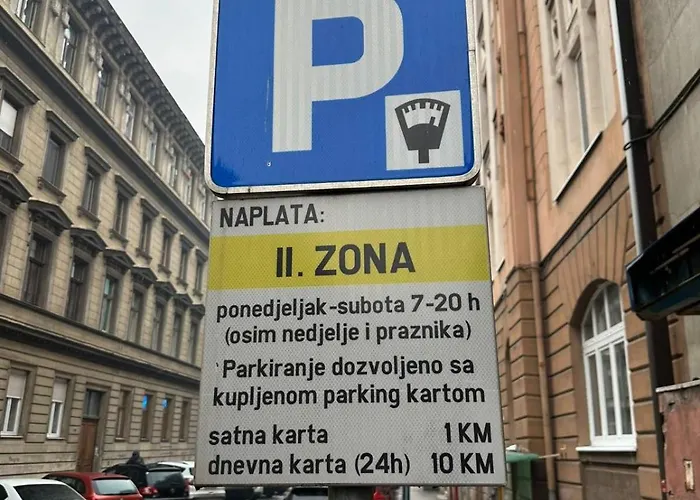 P
NAPLATA:
II. ZONA
ponedjeljak-subota 7-20 h
(osim nedjelje i praznika)
Parkiranje dozvoljeno sa
kupljenom parking kartom
satna karta 1 KM
dnevna karta (24h) 10 KM